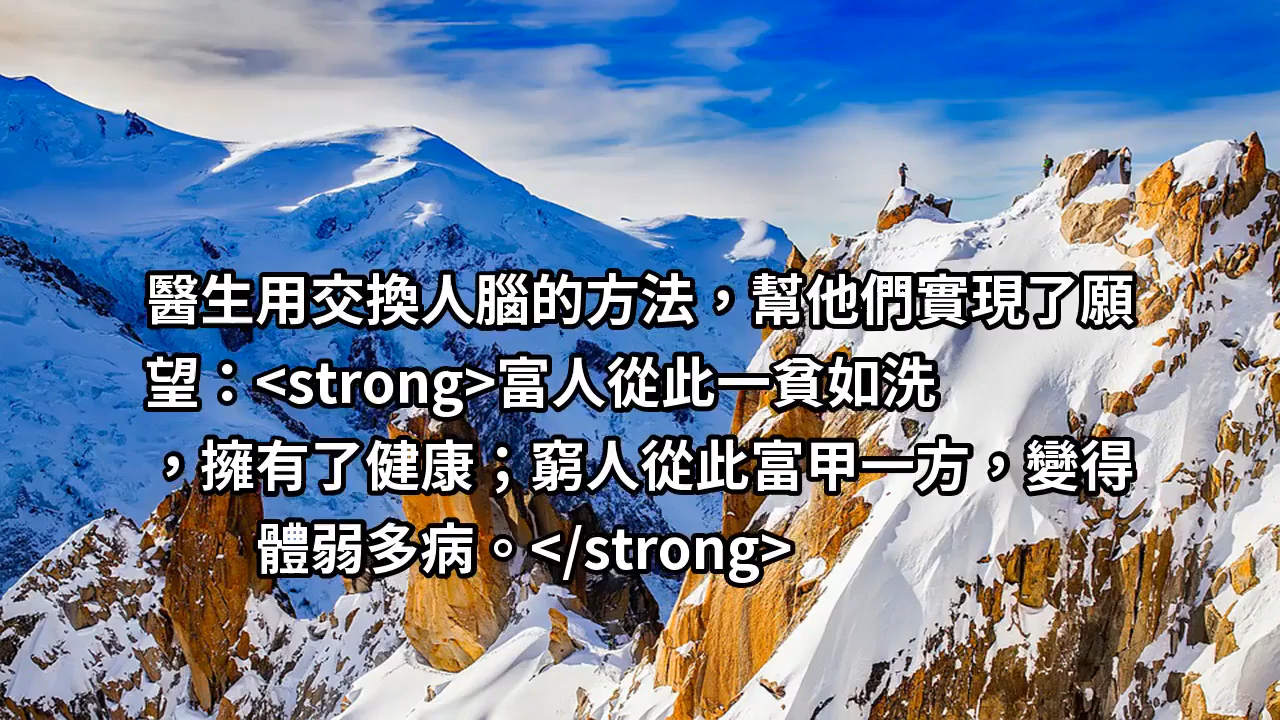 醫生用交換人腦的方法，幫他們實現了願
望：<strong>富人從此一貧如洗
，擁有了健康；窮人從此富甲一方，變得
體弱多病。</strong>